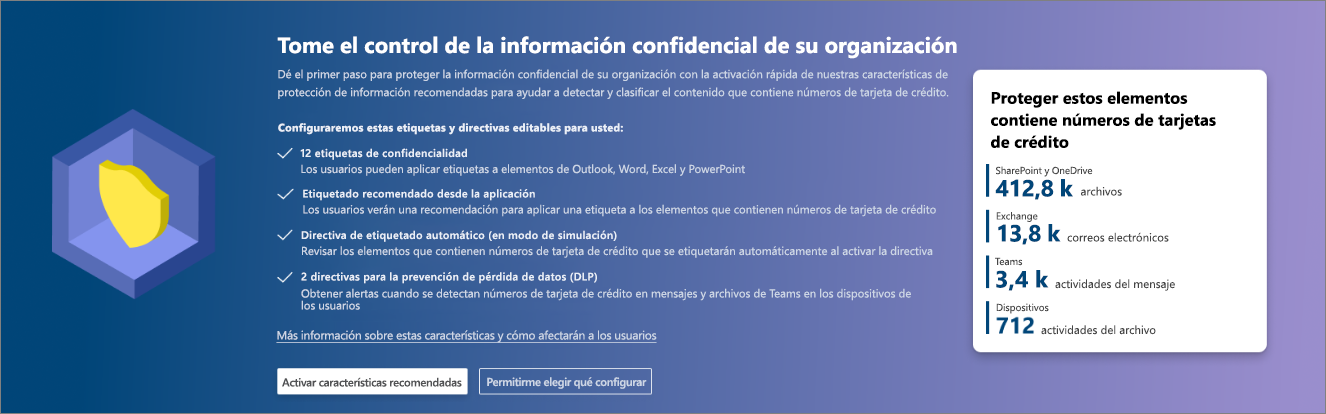 Tome el control de la información confidencial de su organización
Dé el primer paso para proteger la información confidencial de su organización con la activación rápida de nuestras características de
protección de información recomendadas para ayudar a detectar y clasificar el contenido que contiene números de tarjeta de crédito.
Configuraremos estas etiquetas y directivas editables para usted:
12 etiquetas de confidencialidad
Los usuarios pueden aplicar etiquetas a elementos de Outlook, Word, Excel y PowerPoint
Etiquetado recomendado desde la aplicación
Los usuarios verán una recomendación para aplicar una etiqueta a los elementos que contienen números de tarjeta de crédito
Directiva de etiquetado automático (en modo de simulación)
Revisar los elementos que contienen números de tarjeta de crédito que se etiquetarán automáticamente al activar la directiva
2 directivas para la prevención de pérdida de datos (DLP)
Obtener alertas cuando se detectan números de tarjeta de crédito en mensajes y archivos de Teams en los dispositivos de
los usuarios
Más información sobre estas características y cómo afectarán a los usuarios
Activar características recomendadas
Permitirme elegir qué configurar
Proteger estos elementos
contiene números de tarjetas
de crédito
SharePoint y OneDrive
412,8 k archivos
Exchange
13,8 k correos electrónicos
Teams
3,4 k actividades del mensaje
Dispositivos
712 actividades del archivo